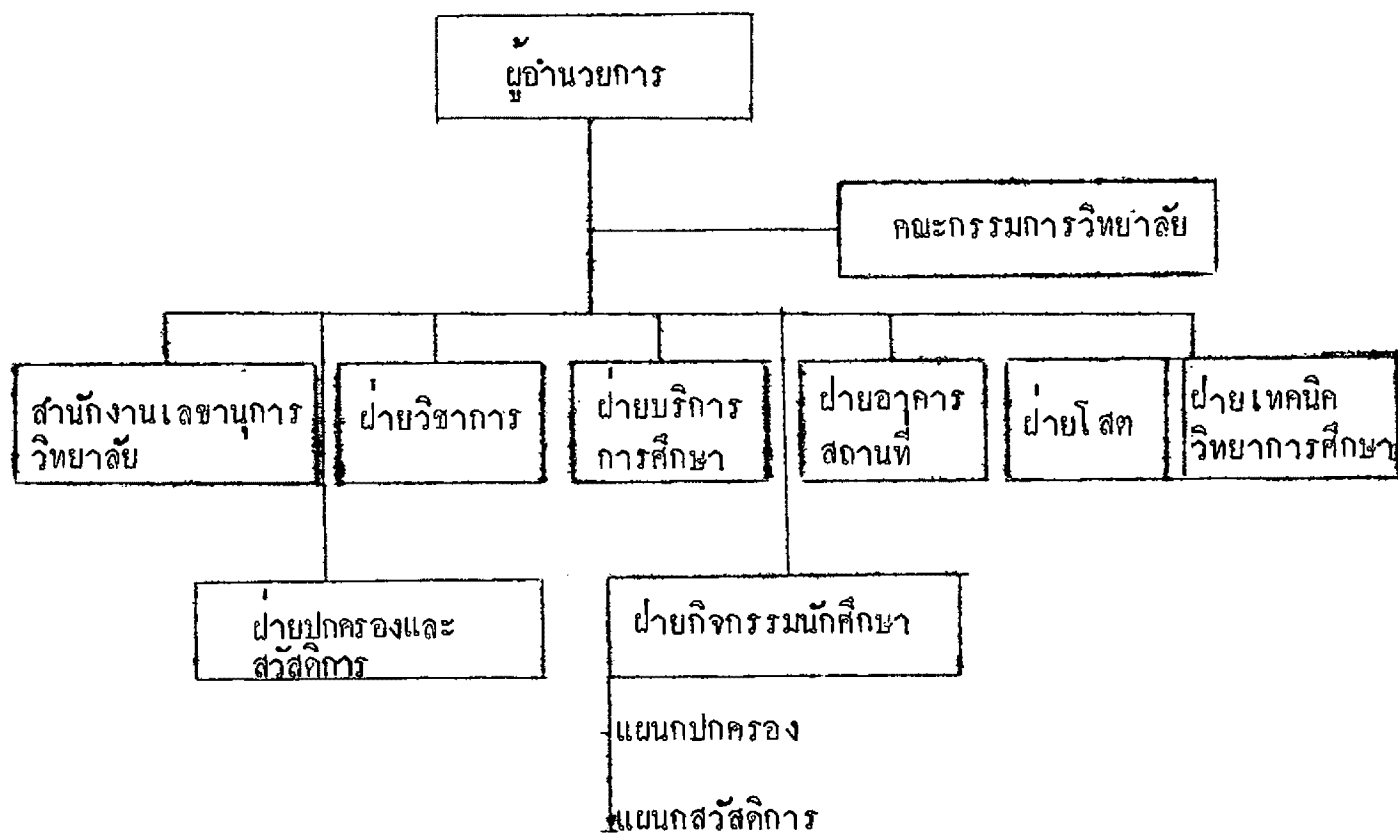 ผู้อำนวยการ
คณะกรรมการวิทยาลัย
สำนักงานเลขานุการ
วิทยาลัย
ฝ่ายวิชาการ
ฝ่ายบริการ
การศึกษา
ฝ่ายอาคาร
สถานที่
ฝ่ายโสต
ฝ่ายเทคนิค
วิทยาการศึกษา
ฝ่ายปกครองและ
สวัสดิการ
ฝ่ายกิจกรรมนักศึกษา
แผนกปกครอง
แผนกสวัสดิการ